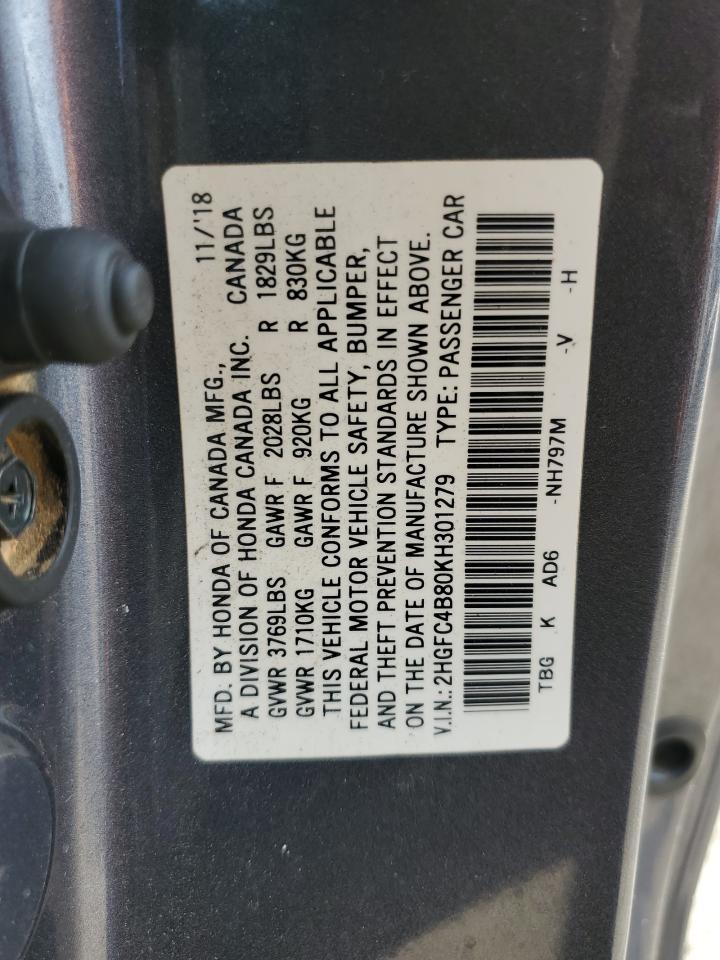 MFD. BY HONDA OF CANADA MFG., 11/'18
A DIVISION OF HONDA CANADA INC. CANADA
GVWR 3769LBS GAWR F 2028LBS R 1829LBS
GVWR 1710KG GAWR F 920KG R 830KG
THIS VEHICLE CONFORMS TO ALL APPLICABLE
FEDERAL MOTOR VEHICLE SAFETY, BUMPER,
AND THEFT PREVENTION STANDARDS IN EFFECT
ON THE DATE OF MANUFACTURE SHOWN ABOVE.
V.I.N.: 2HGFC4B80KH301279 TYPE: PASSENGER CAR
TBG K AD6 -NH797M -V -H